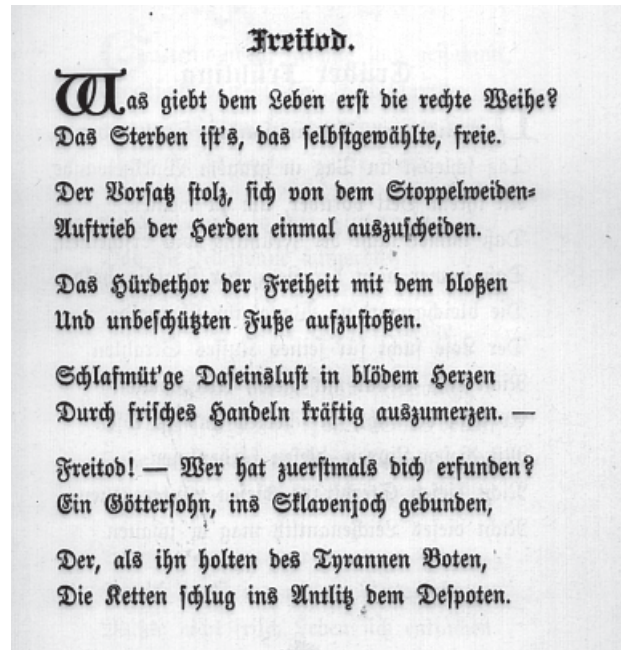 Freitod.
Was giebt dem Leben erst die rechte Weihe?
Das Sterben ist's, das selbstgewählte, freie.
Der Vorsatz stolz, sich von dem Stoppelweiden-
Auftrieb der Herden einmal auszuscheiden.
Das Hürdethor der Freiheit mit dem bloßen
Und unbeschützten Fuße aufzustoßen.
Schlafmüt'ge Daseinslust in blödem Herzen
Durch frisches Handeln kräftig auszumerzen. —
Freitod! — Wer hat zuerstmals dich erfunden?
Ein Göttersohn, ins Sklavenjoch gebunden,
Der, als ihn holten des Tyrannen Boten,
Die Ketten schlug ins Antlitz dem Despoten.